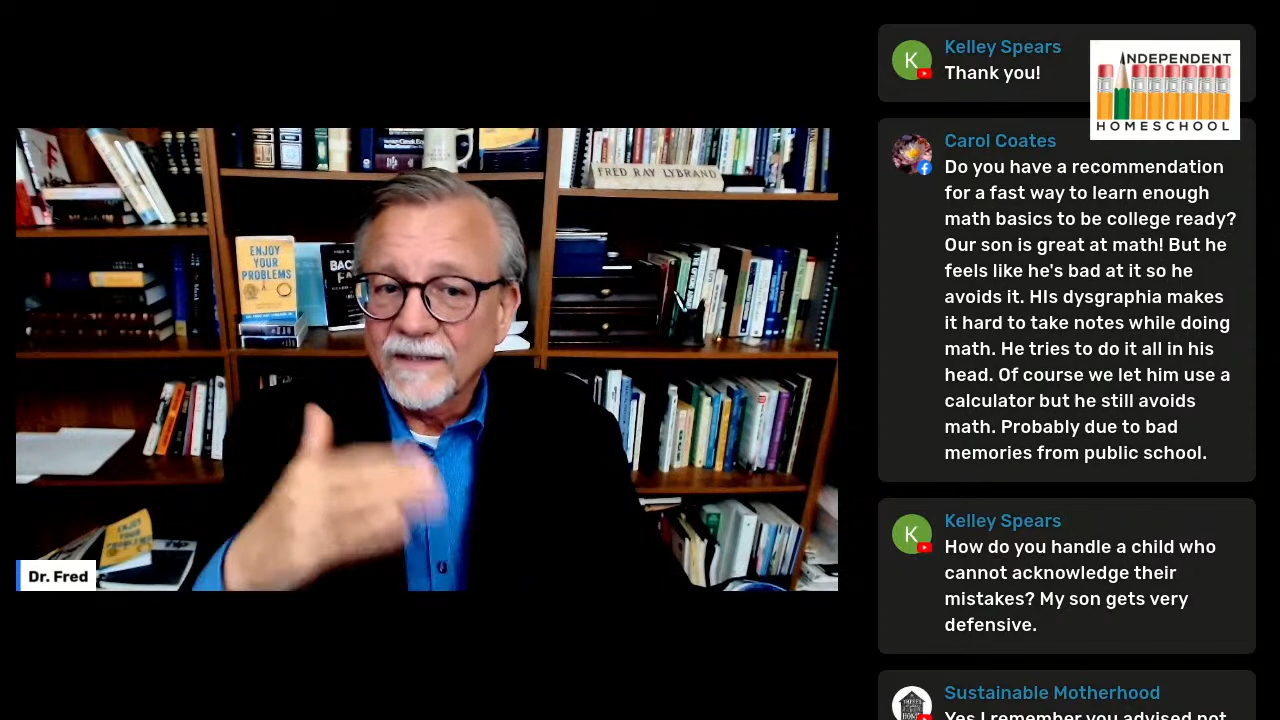 FRED RAY LYBRAND
ENJOY
YOUR
PROBLEMS
Dr. Fred
K
Kelley Spears
Thank you!
INDEPENDENT
HOMESCHOOL
Carol Coates
Do you have a recommendation
for a fast way to learn enough
math basics to be college ready?
Our son is great at math! But he
feels like he's bad at it so he
avoids it. HIs dysgraphia makes
it hard to take notes while doing
math. He tries to do it all in his
head. Of course we let him use a
calculator but he still avoids
math. Probably due to bad
memories from public school.
K
Kelley Spears
How do you handle a child who
cannot acknowledge their
mistakes? My son gets very
defensive.
Sustainable Motherhood
Yes I remember you advised not